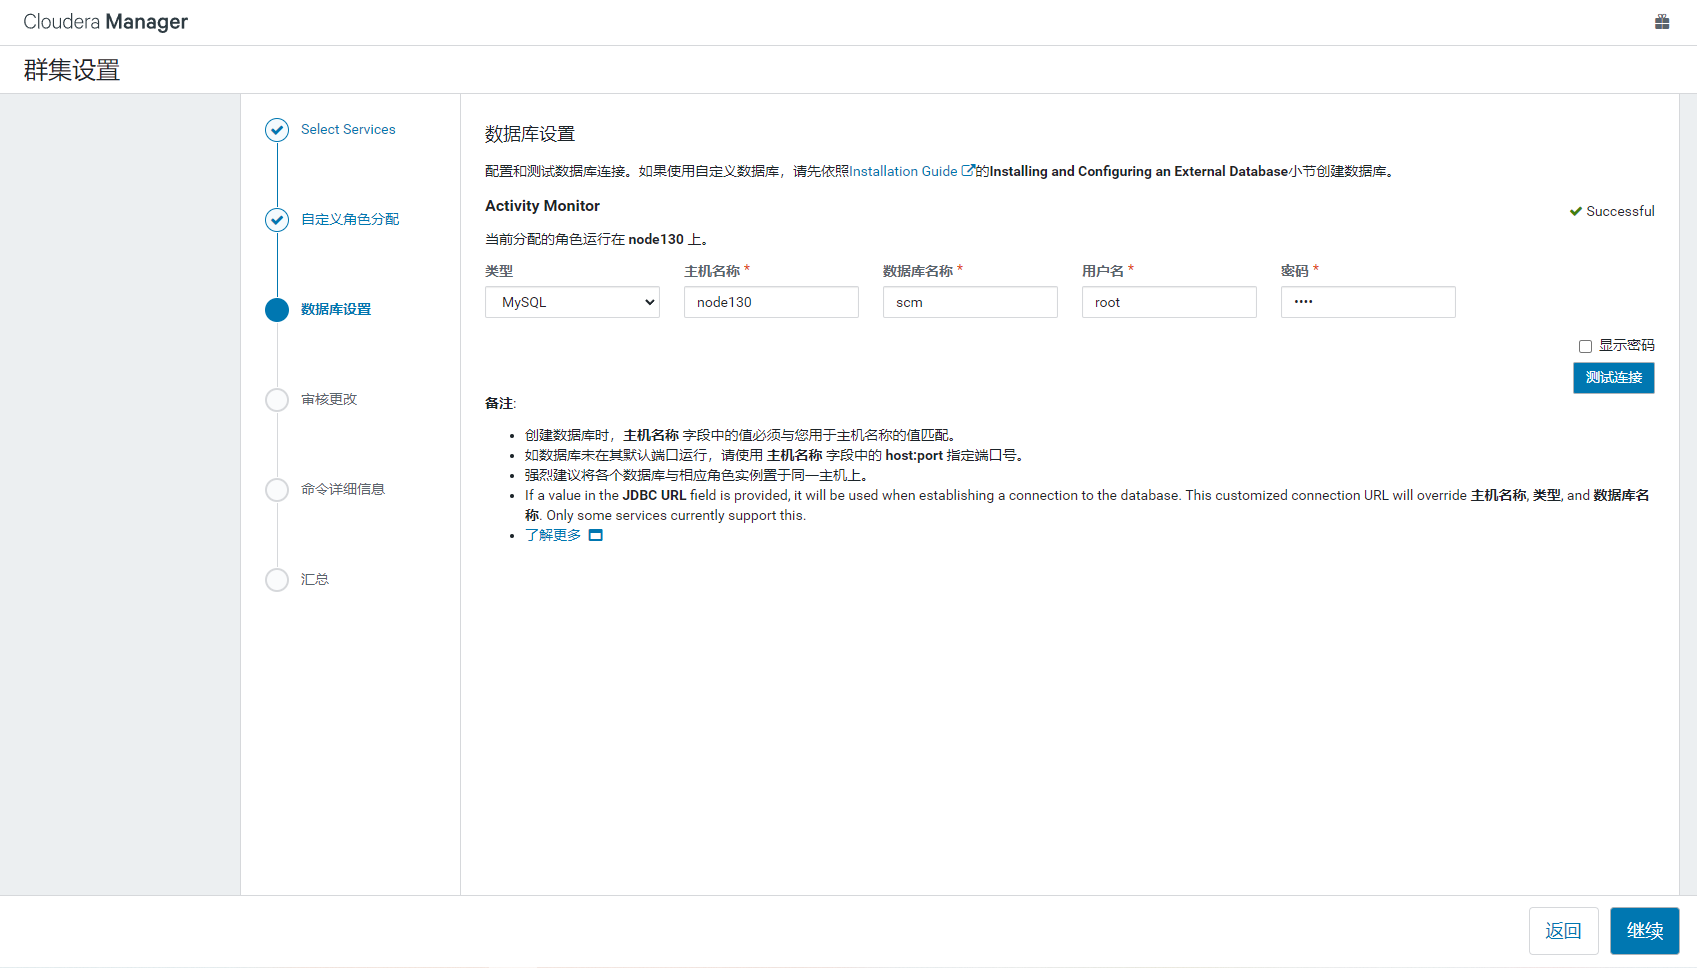 Cloudera Manager
群集设置
Select Services
自定义角色分配
数据库设置
审核更改
命令详细信息
汇总
数据库设置
配置和测试数据库连接。如果使用自定义数据库，请先依照Installation Guide的Installing and Configuring an External Database小节创建数据库。
Activity Monitor
Successful
当前分配的角色运行在 node130 上。
类型 主机名称 * 数据库名称 * 用户名 * 密码 *
MySQL node130 scm root ••••
显示密码
测试连接
备注:
• 创建数据库时，主机名称 字段中的值必须与您用于主机名称的值匹配。
• 如数据库未在其默认端口运行，请使用 主机名称 字段中的 host:port 指定端口号。
• 强烈建议将各个数据库与相应角色实例置于同一主机上。
• If a value in the JDBC URL field is provided, it will be used when establishing a connection to the database. This customized connection URL will override 主机名称, 类型, and 数据库名
称. Only some services currently support this.
• 了解更多
返回 继续